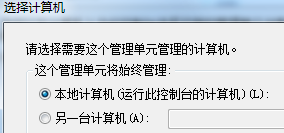 选择计算机
请选择需要这个管理单元管理的计算机。
这个管理单元将始终管理:
本地计算机(运行此控制台的计算机)(L):
另一台计算机(A):